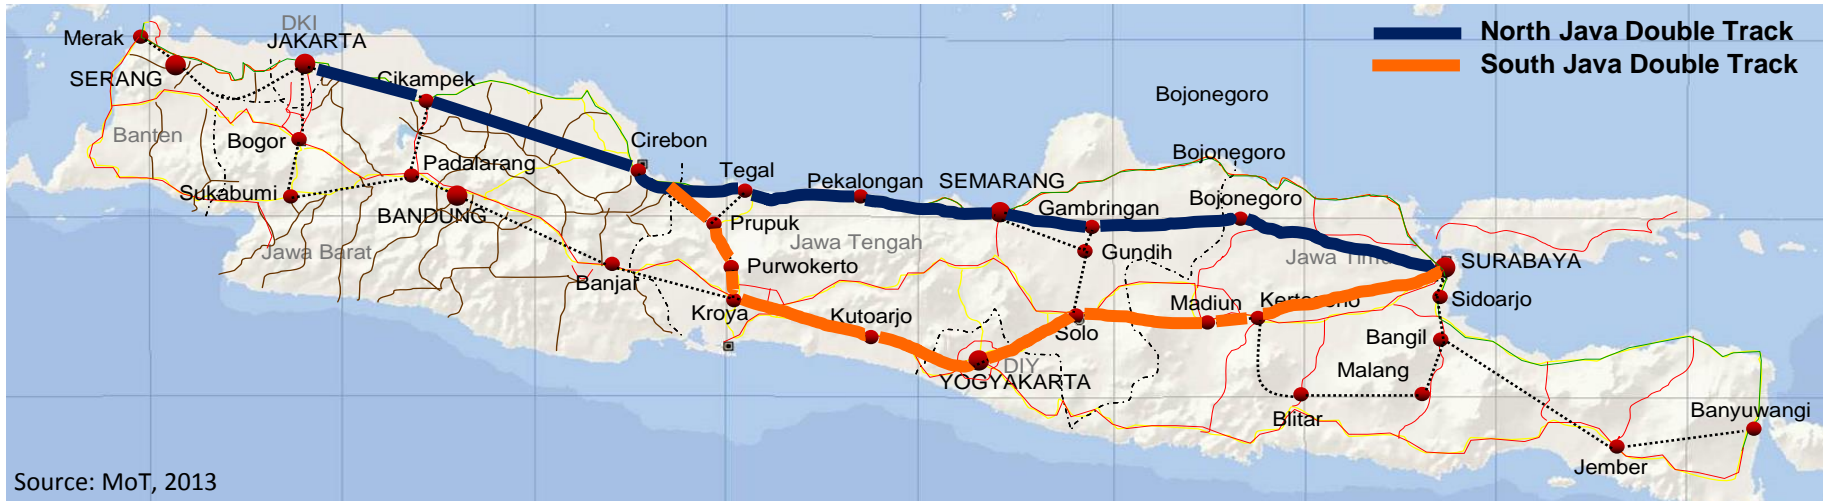 DKI
North Java Double Track
Merak
JAKARTA
South Java Double Track
SERANG
Cikampek
Bojonegoro
Banten
Bogor
Cirebon
Bojonegoro
Padalarang
Tegal
Pekalongan
SEMARANG
Sukabumi
Bojonegoro
BANDUNG
Gambringan
Prupuk
Jawa Tengah
Jawa Barat
Gundih
Jawa Timu
SURABAYA
Purwokerto
Banjar
Sidoarjo
Madiun
Kroya
Kutoarjo
Solo
Bangil
DIY
Malang
YOGYAKARTA
Blitar
Banyuwangi
Jember
Source: MoT, 2013